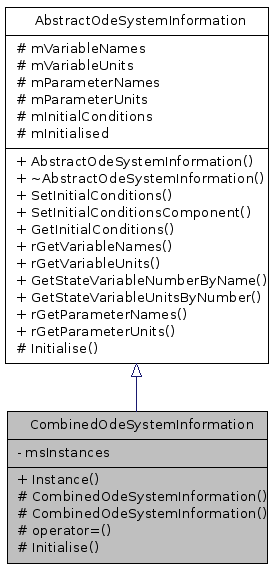 AbstractOdeSystemInformation
# mVariableNames
# mVariableUnits
# mParameterNames
# mParameterUnits
# mInitialConditions
# mInitialised
+ AbstractOdeSystemInformation()
+ ~AbstractOdeSystemInformation()
+ SetInitialConditions()
+ SetInitialConditionsComponent()
+ GetInitialConditions()
+ rGetVariableNames()
+ rGetVariableUnits()
+ GetStateVariableNumberByName()
+ GetStateVariableUnitsByNumber()
+ rGetParameterNames()
+ rGetParameterUnits()
# Initialise()
CombinedOdeSystemInformation
- msInstances
+ Instance()
# CombinedOdeSystemInformation()
# CombinedOdeSystemInformation()
# operator=()
# Initialise()